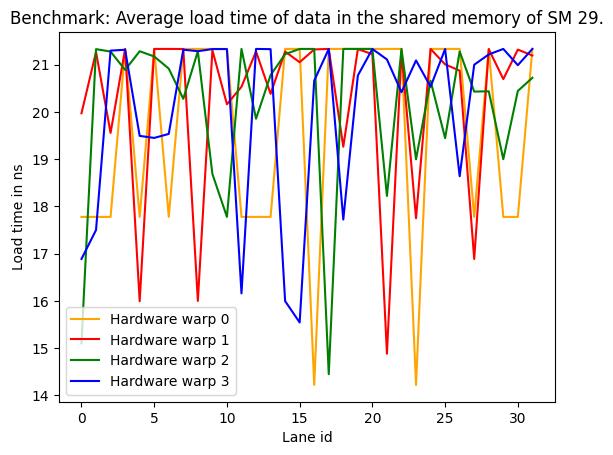 Benchmark: Average load time of data in the shared memory of SM 29.
Load time in ns
21
20
19
18
17
16
15
14
Hardware warp 0
Hardware warp 1
Hardware warp 2
Hardware warp 3
0 5 10 15 20 25 30
Lane id